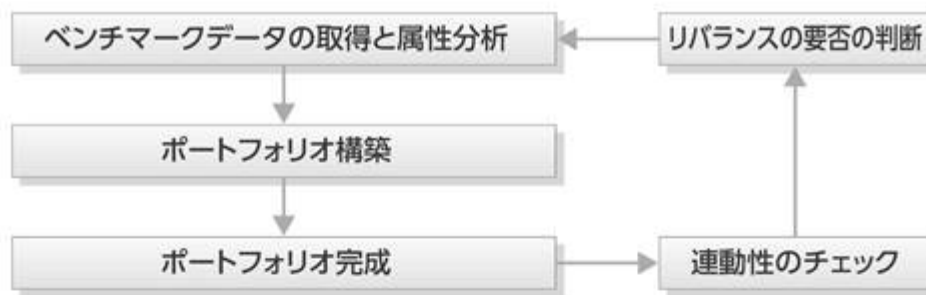 ベンチマークデータの取得と属性分析
リバランスの要否の判断
ポートフォリオ構築
ポートフォリオ完成
連動性のチェック